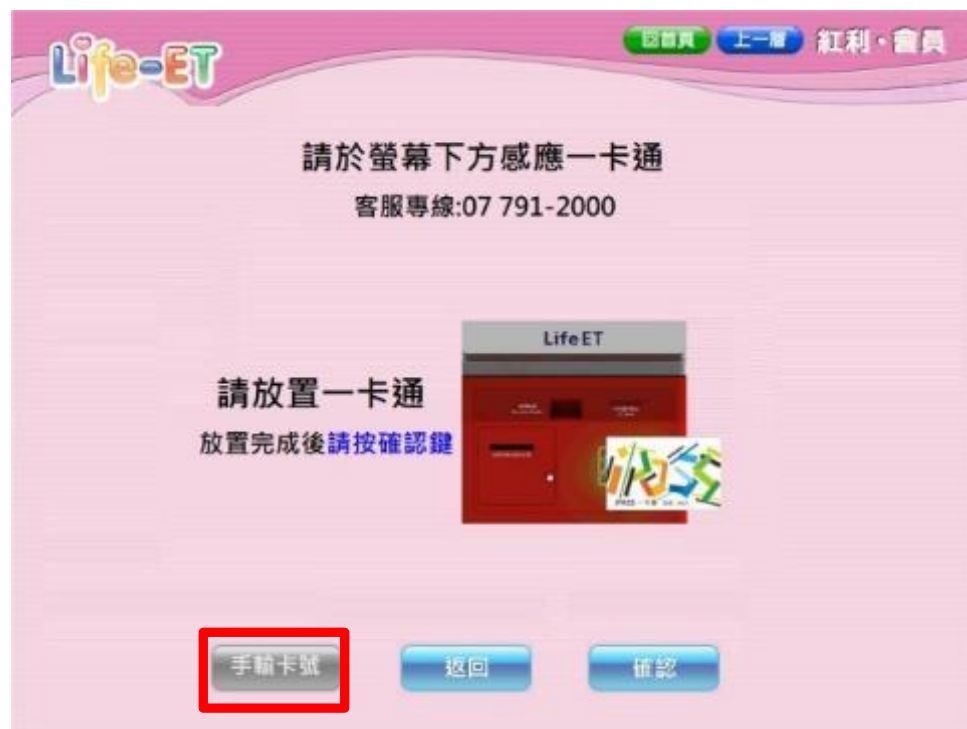 Life-ET
回首頁 上一層 紅利・會員
請於螢幕下方感應一卡通
客服專線:07 791-2000
LifeET
請放置一卡通
放置完成後請按確認鍵
iPASS
手輸卡號 返回 確認